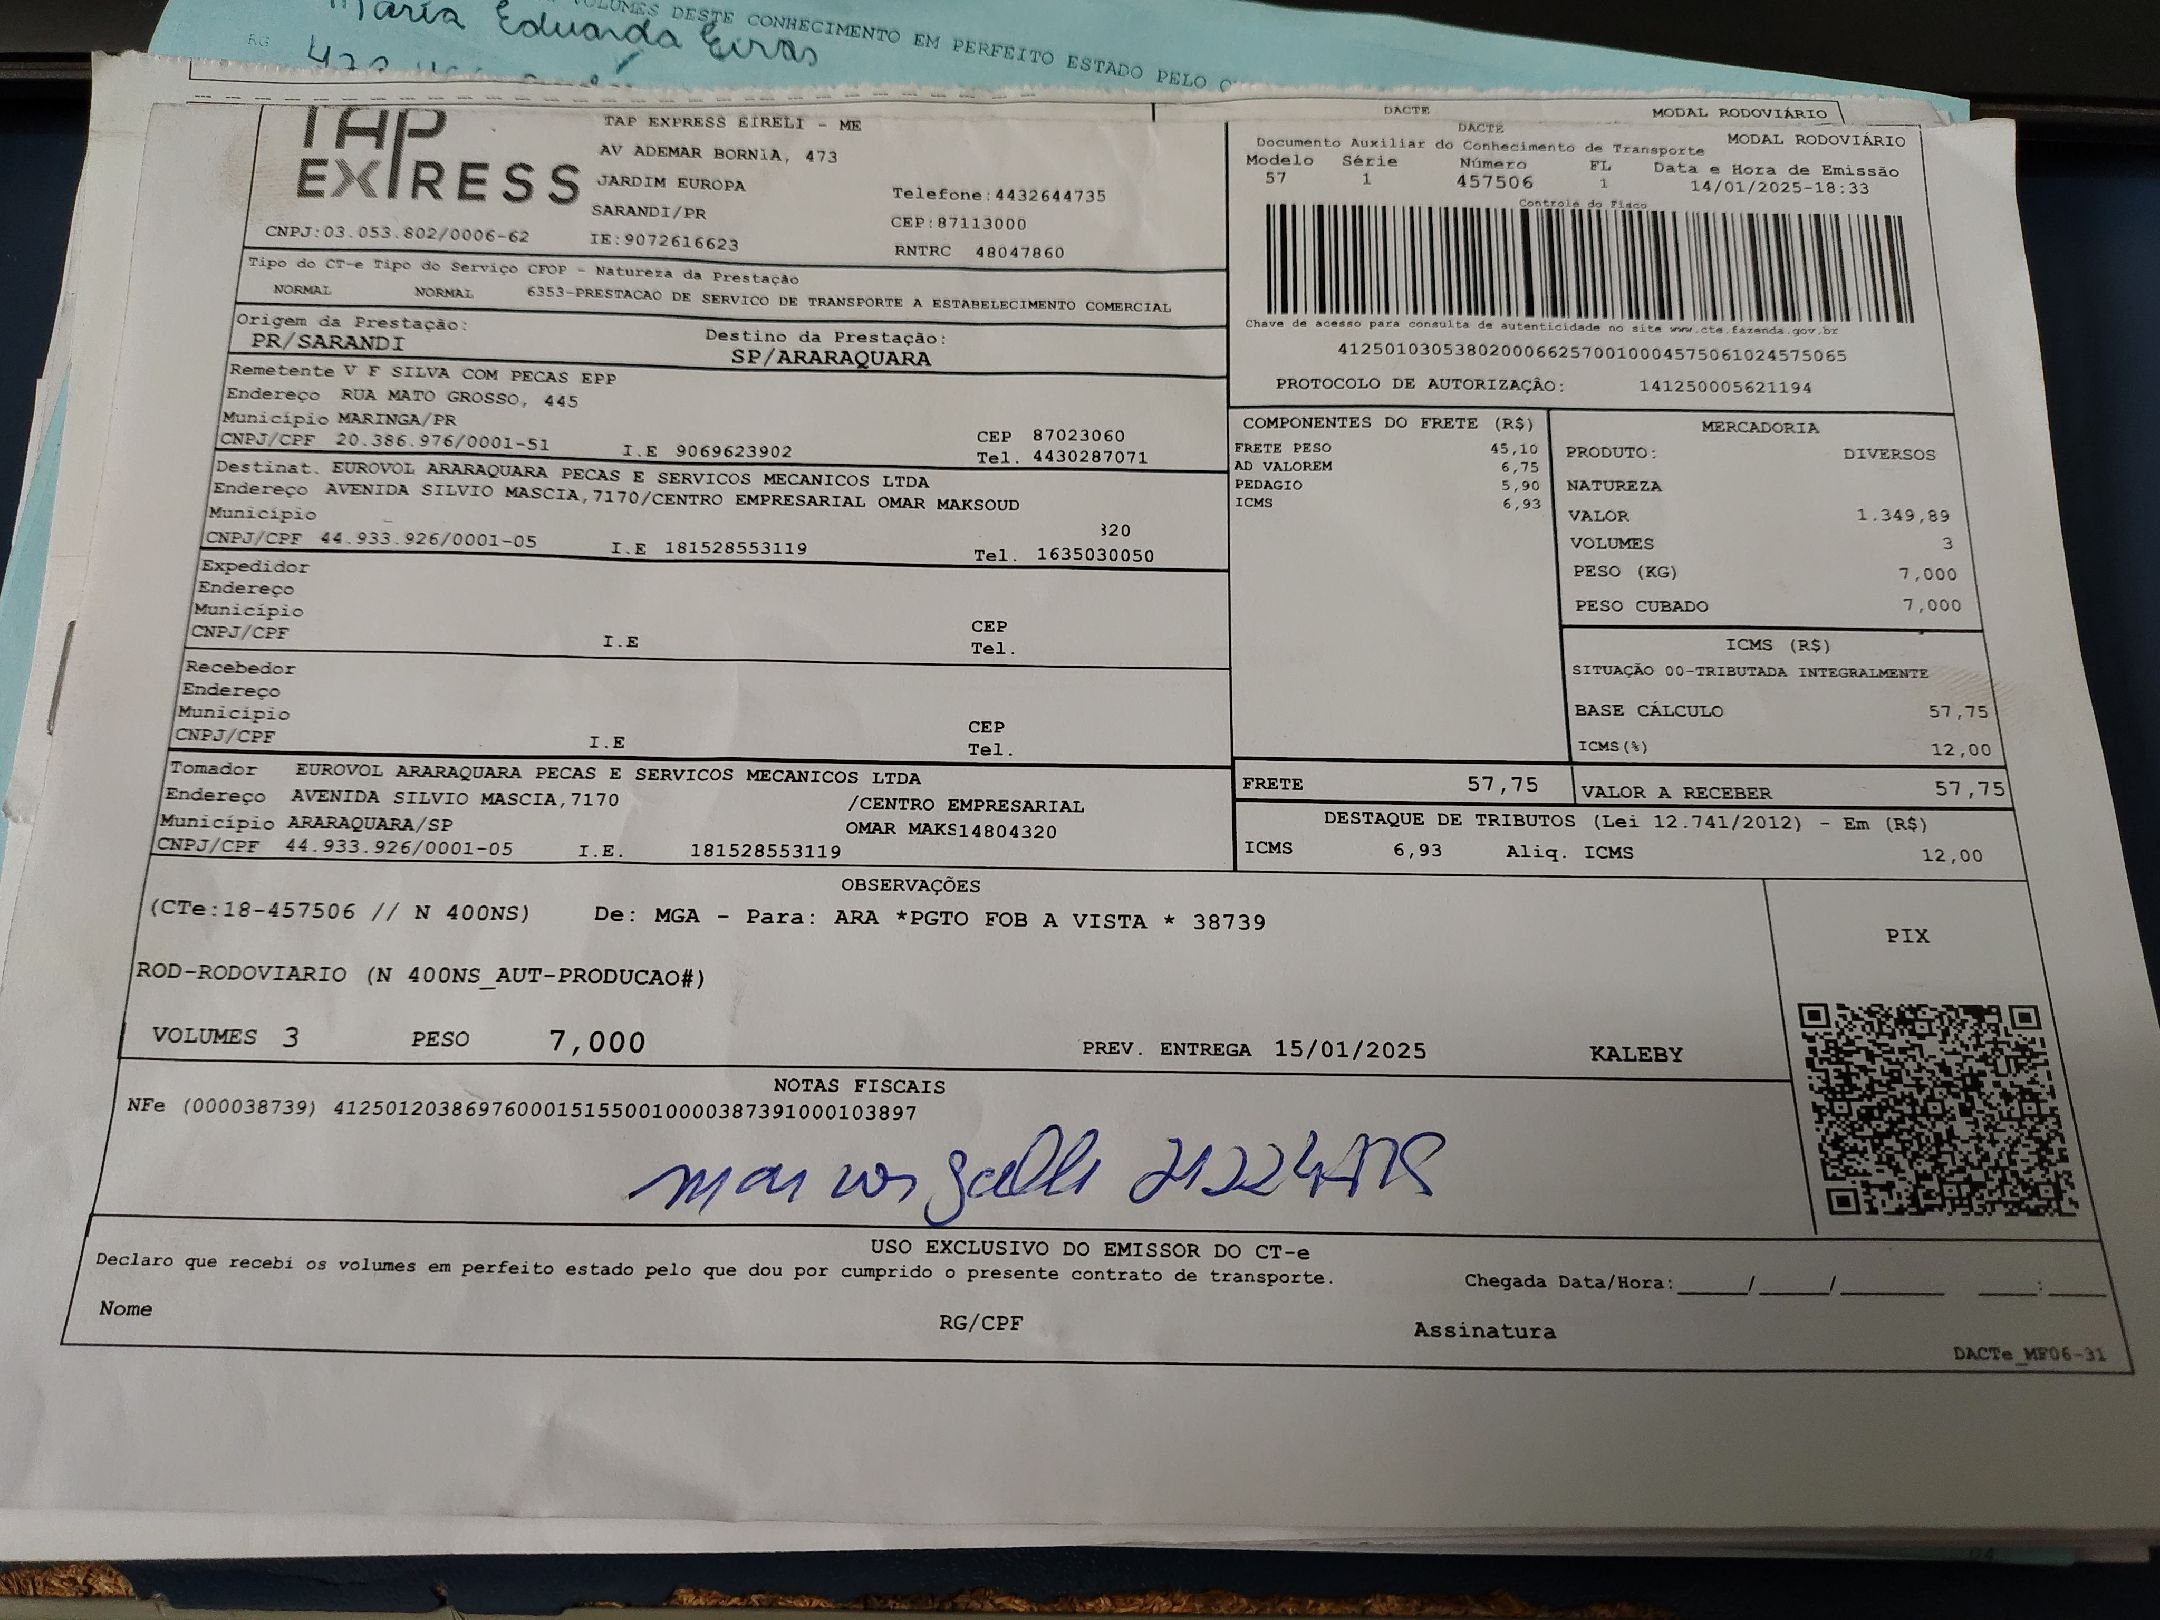 VOLUMES DESTE CONHECIMENTO EM PERFEITO ESTADO PELO
Maria Eduarda Eiras
RG
DACTE MODAL RODOVIÁRIO
TAP EXPRESS
TAP EXPRESS EIRELI - ME
AV ADEMAR BORNIA, 473
JARDIM EUROPA
SARANDI/PR
CNPJ:03.053.802/0006-62 IE:9072616623
Telefone:4432644735
CEP:87113000
RNTRC 48047860
DACTE MODAL RODOVIÁRIO
Documento Auxiliar do Conhecimento de Transporte
Modelo Série Número FL Data e Hora de Emissão
57 1 457506 1 14/01/2025-18:33
Controle do Fisco
Chave de acesso para consulta de autenticidade no site www.cte.fazenda.gov.br
41250103053802000662570010004575061024575065
PROTOCOLO DE AUTORIZAÇÃO: 141250005621194
Tipo do CT-e Tipo do Serviço CFOP - Natureza da Prestação
NORMAL NORMAL 6353-PRESTACAO DE SERVICO DE TRANSPORTE A ESTABELECIMENTO COMERCIAL
Origem da Prestação: Destino da Prestação:
PR/SARANDI SP/ARARAQUARA
Remetente V F SILVA COM PECAS EPP
Endereço RUA MATO GROSSO, 445
Município MARINGA/PR CEP 87023060
CNPJ/CPF 20.386.976/0001-51 I.E 9069623902 Tel. 4430287071
Destinat. EUROVOL ARARAQUARA PECAS E SERVICOS MECANICOS LTDA
Endereço AVENIDA SILVIO MASCIA,7170/CENTRO EMPRESARIAL OMAR MAKSOUD
Município 320
CNPJ/CPF 44.933.926/0001-05 I.E 181528553119 Tel. 1635030050
Expedidor
Endereço
Município CEP
CNPJ/CPF I.E Tel.
Recebedor
Endereço
Município CEP
CNPJ/CPF I.E Tel.
Tomador EUROVOL ARARAQUARA PECAS E SERVICOS MECANICOS LTDA
Endereço AVENIDA SILVIO MASCIA,7170 /CENTRO EMPRESARIAL
Município ARARAQUARA/SP OMAR MAKS14804320
CNPJ/CPF 44.933.926/0001-05 I.E. 181528553119
COMPONENTES DO FRETE (R$)
FRETE PESO 45,10
AD VALOREM 6,75
PEDAGIO 5,90
ICMS 6,93
MERCADORIA
PRODUTO: DIVERSOS
NATUREZA
VALOR 1.349,89
VOLUMES 3
PESO (KG) 7,000
PESO CUBADO 7,000
ICMS (R$)
SITUAÇÃO 00-TRIBUTADA INTEGRALMENTE
BASE CÁLCULO 57,75
ICMS(%) 12,00
FRETE 57,75 VALOR A RECEBER 57,75
DESTAQUE DE TRIBUTOS (Lei 12.741/2012) - Em (R$)
ICMS 6,93 Aliq. ICMS 12,00
OBSERVAÇÕES
(CTe:18-457506 // N 400NS) De: MGA - Para: ARA *PGTO FOB A VISTA * 38739
ROD-RODOVIARIO (N 400NS_AUT-PRODUCAO#)
VOLUMES 3 PESO 7,000 PREV. ENTREGA 15/01/2025 KALEBY
PIX
NOTAS FISCAIS
NFe (000038739) 41250120386976000151550010000387391000103897
USO EXCLUSIVO DO EMISSOR DO CT-e
Declaro que recebi os volumes em perfeito estado pelo que dou por cumprido o presente contrato de transporte. Chegada Data/Hora:____/____/______ ____:____
Nome RG/CPF Assinatura
DACTe_MF06-31